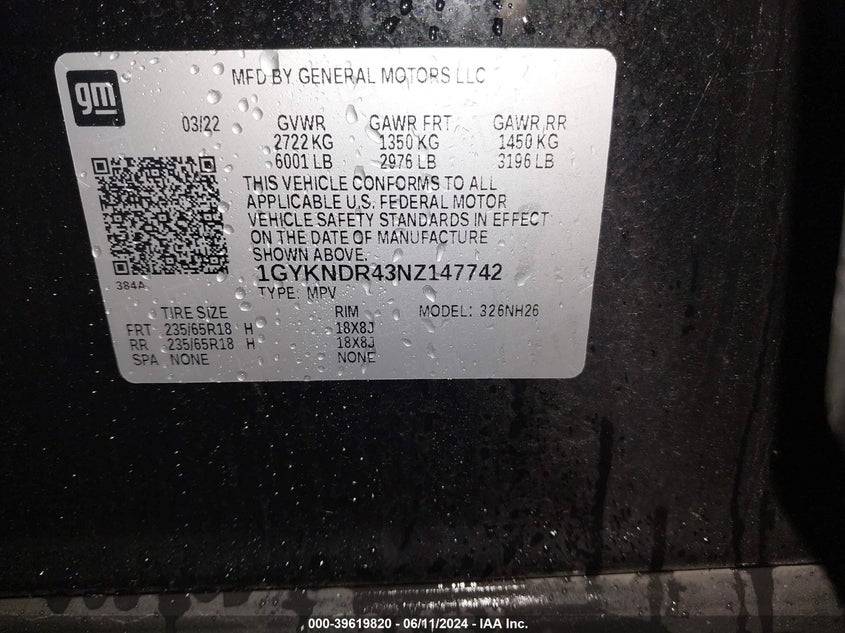 gm
MFD BY GENERAL MOTORS LLC
03/22 GVWR GAWR FRT GAWR RR
2722 KG 1350 KG 1450 KG
6001 LB 2976 LB 3196 LB
THIS VEHICLE CONFORMS TO ALL
APPLICABLE U.S. FEDERAL MOTOR
VEHICLE SAFETY STANDARDS IN EFFECT
ON THE DATE OF MANUFACTURE
SHOWN ABOVE.
1GYKNDR43NZ147742
384A
TYPE: MPV
TIRE SIZE RIM MODEL: 326NH26
FRT 235/65R18 H 18X8J
RR 235/65R18 H 18X8J
SPA NONE NONE
000-39619820 - 06/11/2024 - IAA Inc.